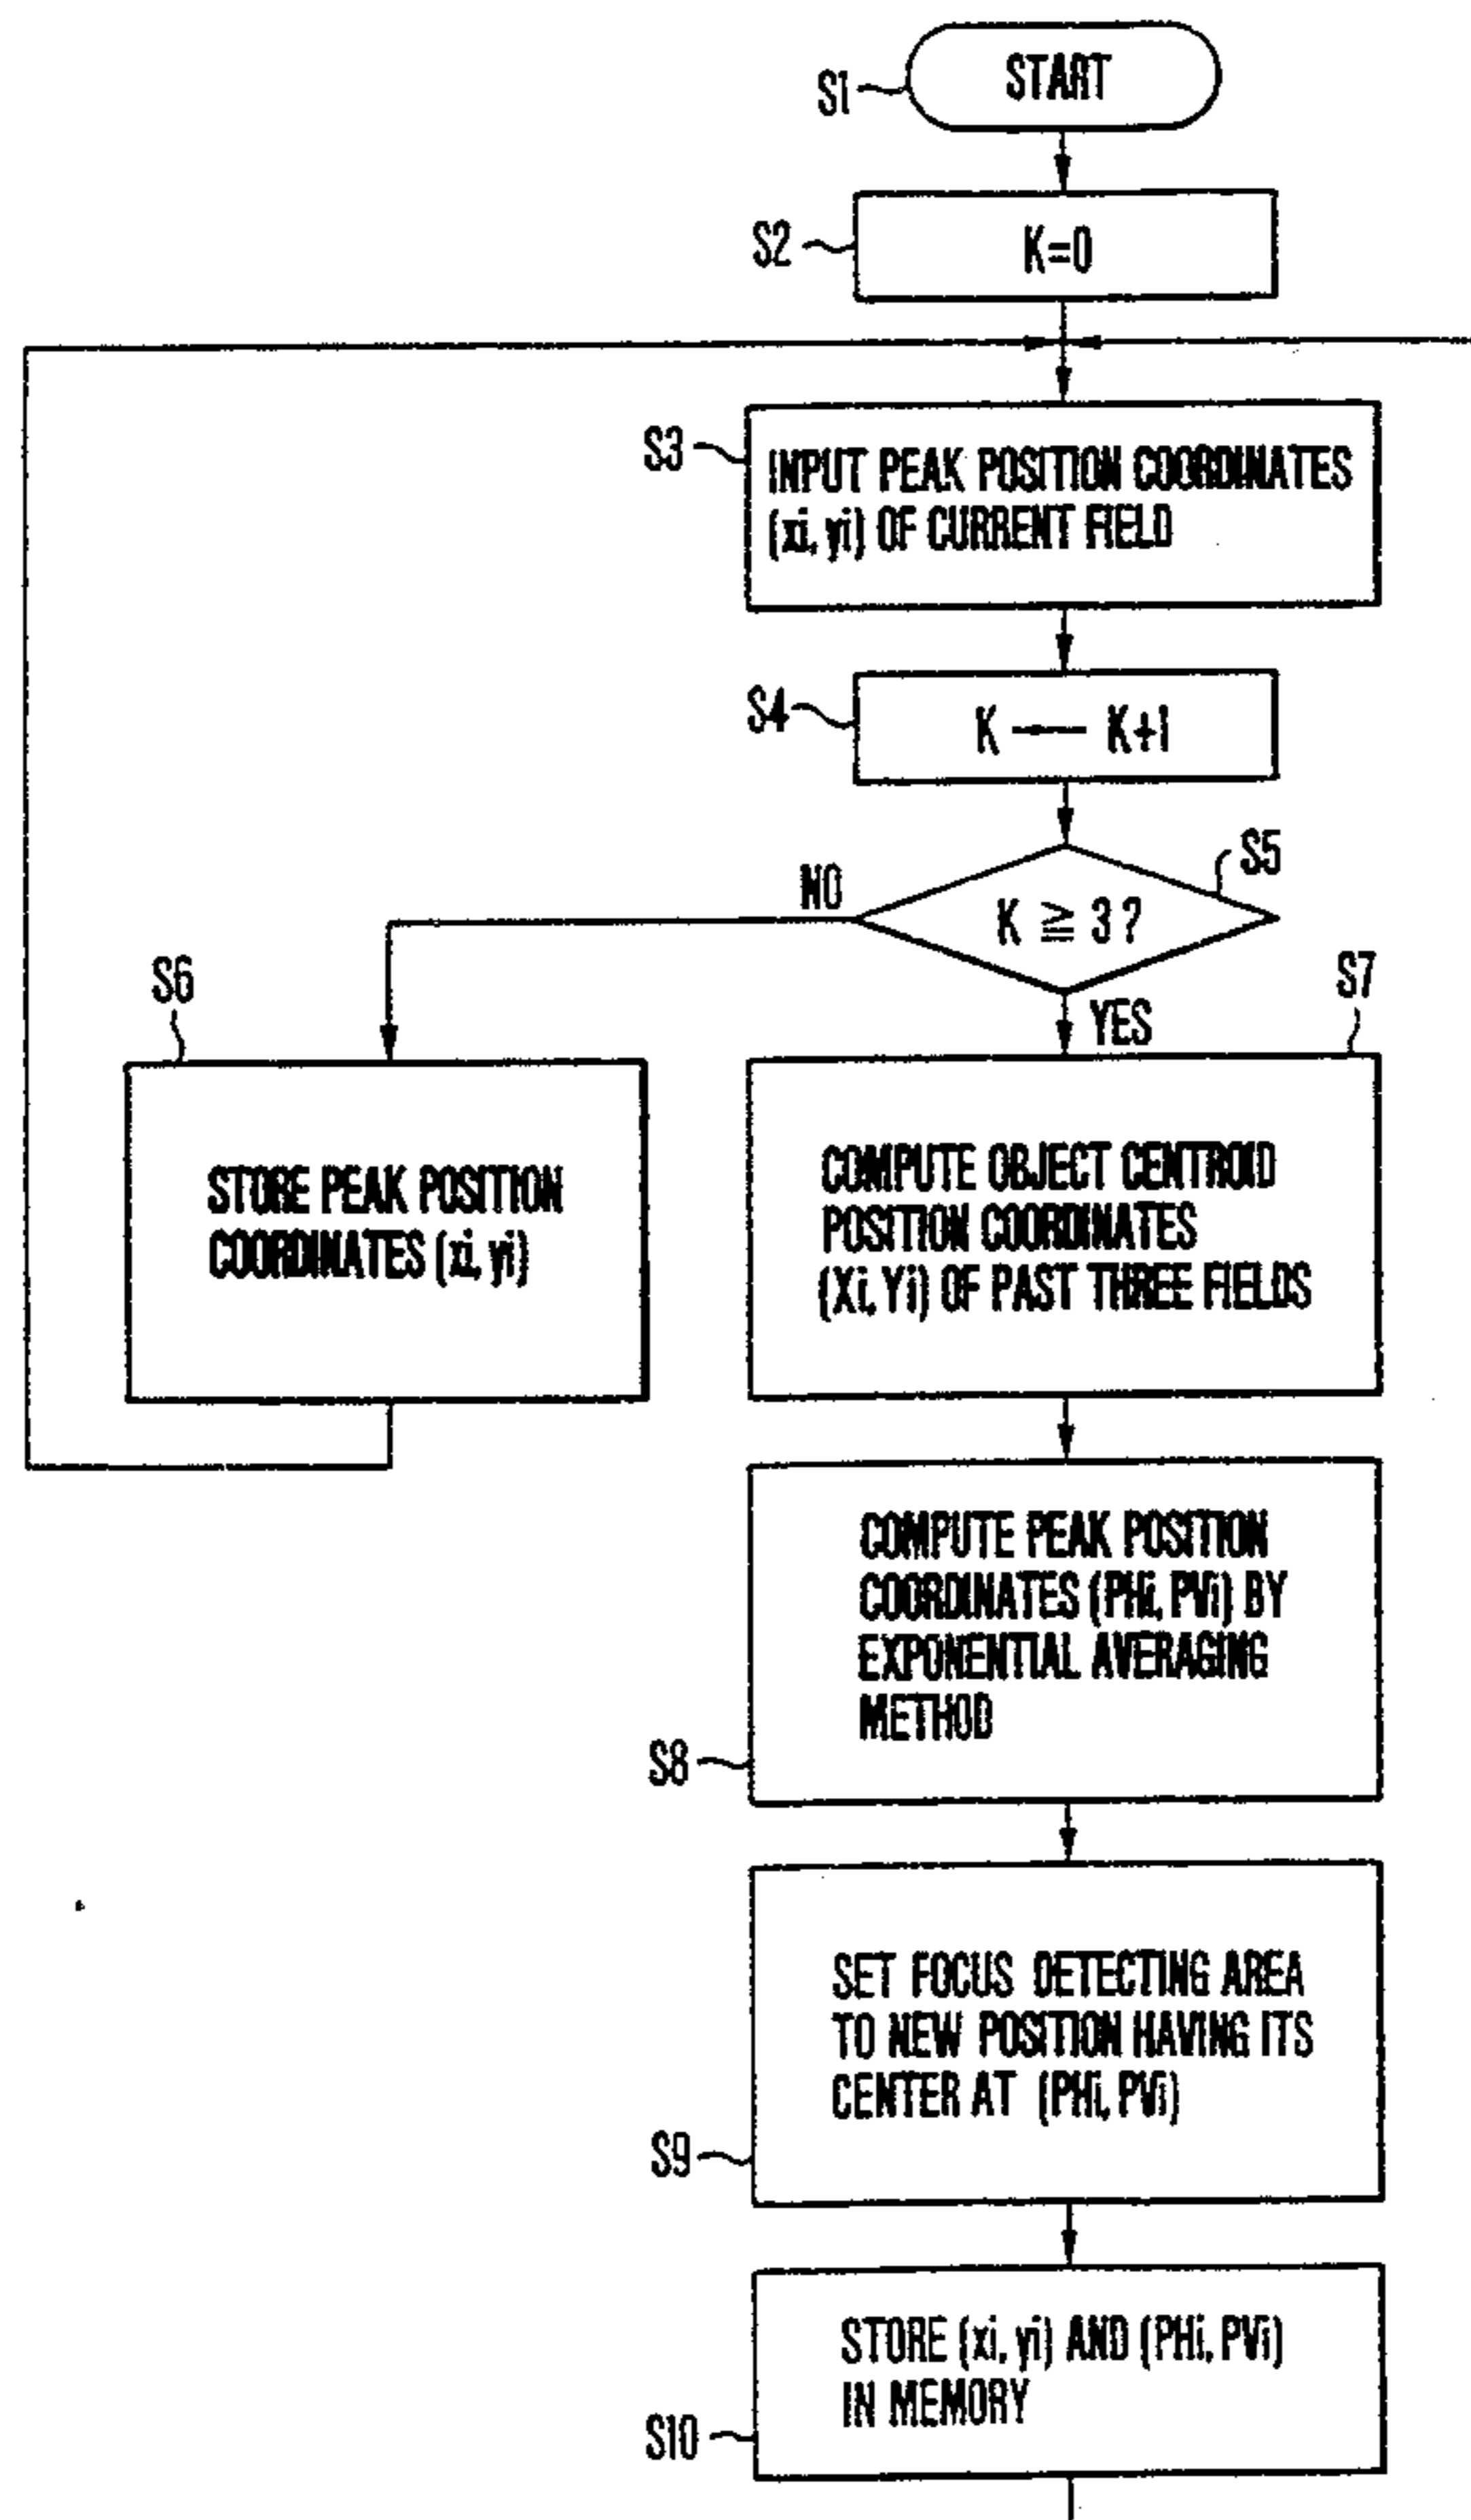 S1
START
S2
K=0
S3
INPUT PEAK POSITION COORDINATES
(xi, yi) OF CURRENT FIELD
S4
K ← K+1
S5
K ≧ 3 ?
NO
YES
S6
STORE PEAK POSITION
COORDINATES (xi, yi)
S7
COMPUTE OBJECT CENTROID
POSITION COORDINATES
(Xi, Yi) OF PAST THREE FIELDS
S8
COMPUTE PEAK POSITION
COORDINATES (PHi, PVi) BY
EXPONENTIAL AVERAGING
METHOD
S9
SET FOCUS DETECTING AREA
TO NEW POSITION HAVING ITS
CENTER AT (PHi, PVi)
S10
STORE (xi, yi) AND (PHi, PVi)
IN MEMORY